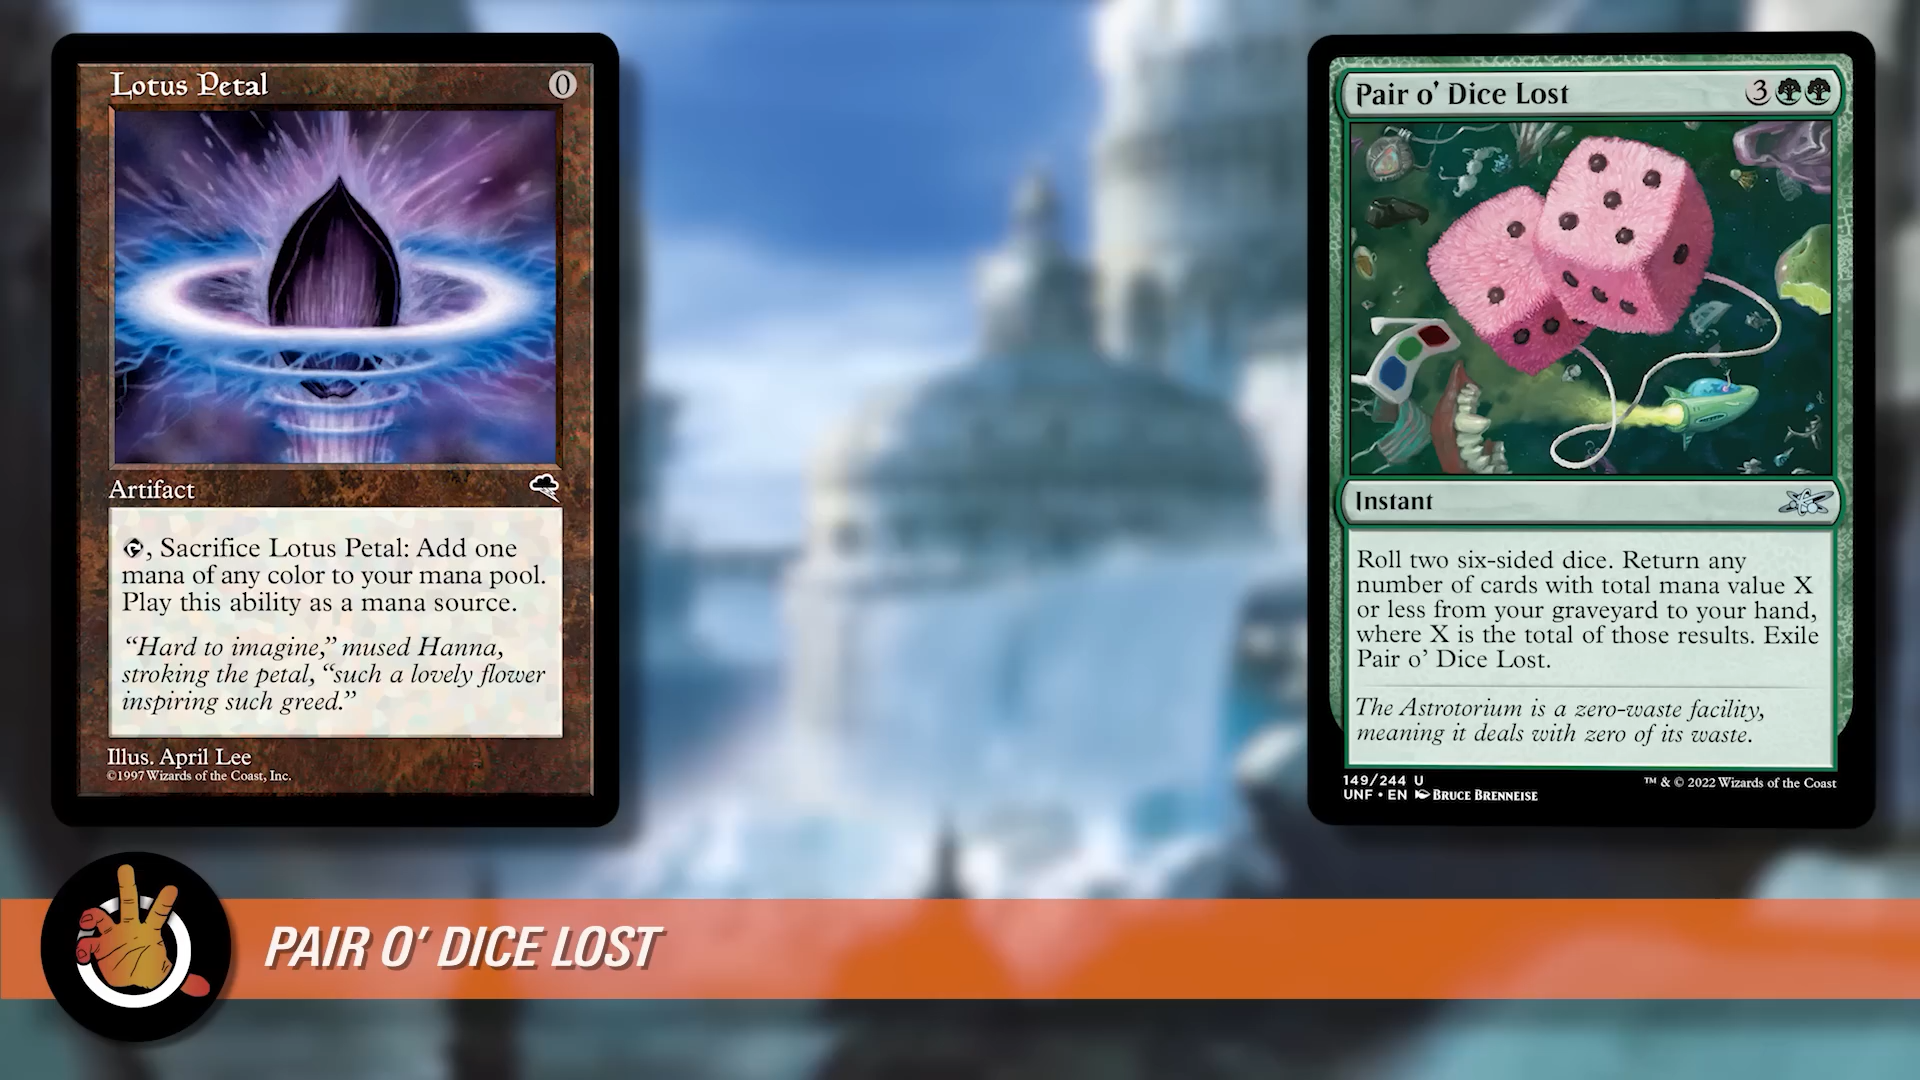 Lotus Petal
0
Artifact
, Sacrifice Lotus Petal: Add one
mana of any color to your mana pool.
Play this ability as a mana source.
“Hard to imagine,” mused Hanna,
stroking the petal, “such a lovely flower
inspiring such greed.”
Illus. April Lee
©1997 Wizards of the Coast, Inc.
Pair o' Dice Lost
3
Instant
Roll two six-sided dice. Return any
number of cards with total mana value X
or less from your graveyard to your hand,
where X is the total of those results. Exile
Pair o' Dice Lost.
The Astrotorium is a zero-waste facility,
meaning it deals with zero of its waste.
149/244 U
UNF • EN BRUCE BRENNEISE
™ & © 2022 Wizards of the Coast
PAIR O' DICE LOST